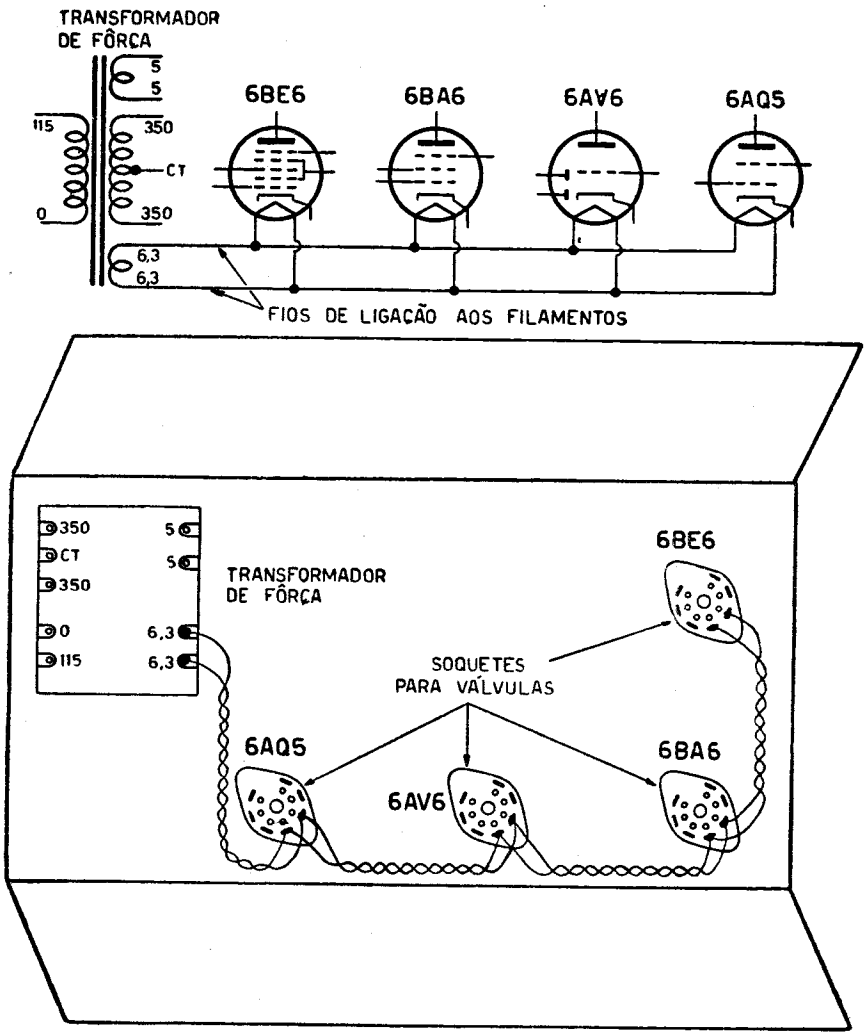 TRANSFORMADOR
DE FÔRÇA
5
5
115
350
CT
0
350
6,3
6,3
6BE6
6BA6
6AV6
6AQ5
FIOS DE LIGAÇÃO AOS FILAMENTOS
350
5
CT
5
350
0
6,3
115
6,3
TRANSFORMADOR
DE FÔRÇA
6BE6
SOQUETES
PARA VÁLVULAS
6AQ5
6AV6
6BA6